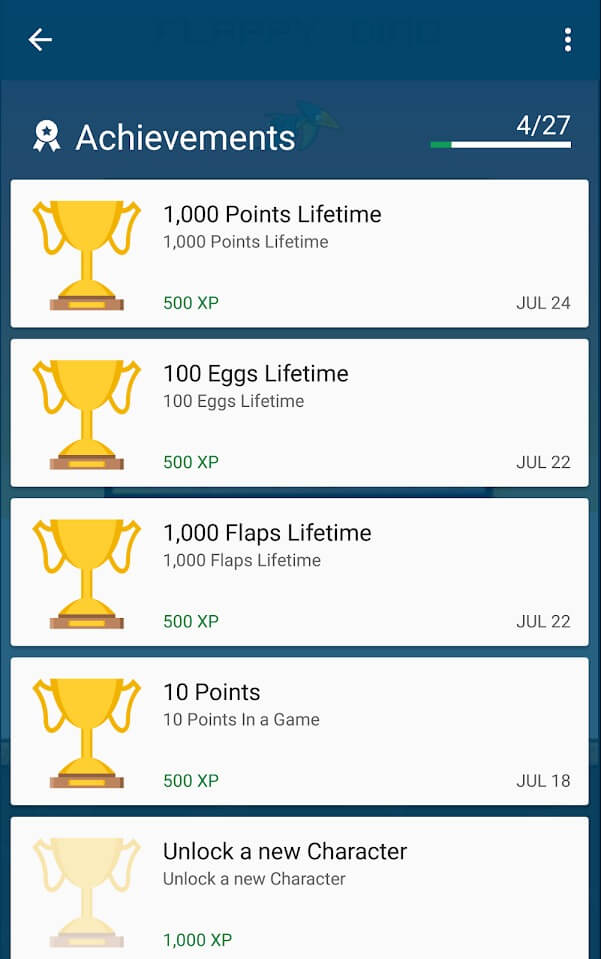 FLAPPY DINO
Achievements
4/27
1,000 Points Lifetime
1,000 Points Lifetime
500 XP
JUL 24
100 Eggs Lifetime
100 Eggs Lifetime
500 XP
JUL 22
1,000 Flaps Lifetime
1,000 Flaps Lifetime
500 XP
JUL 22
10 Points
10 Points In a Game
500 XP
JUL 18
Unlock a new Character
Unlock a new Character
1,000 XP